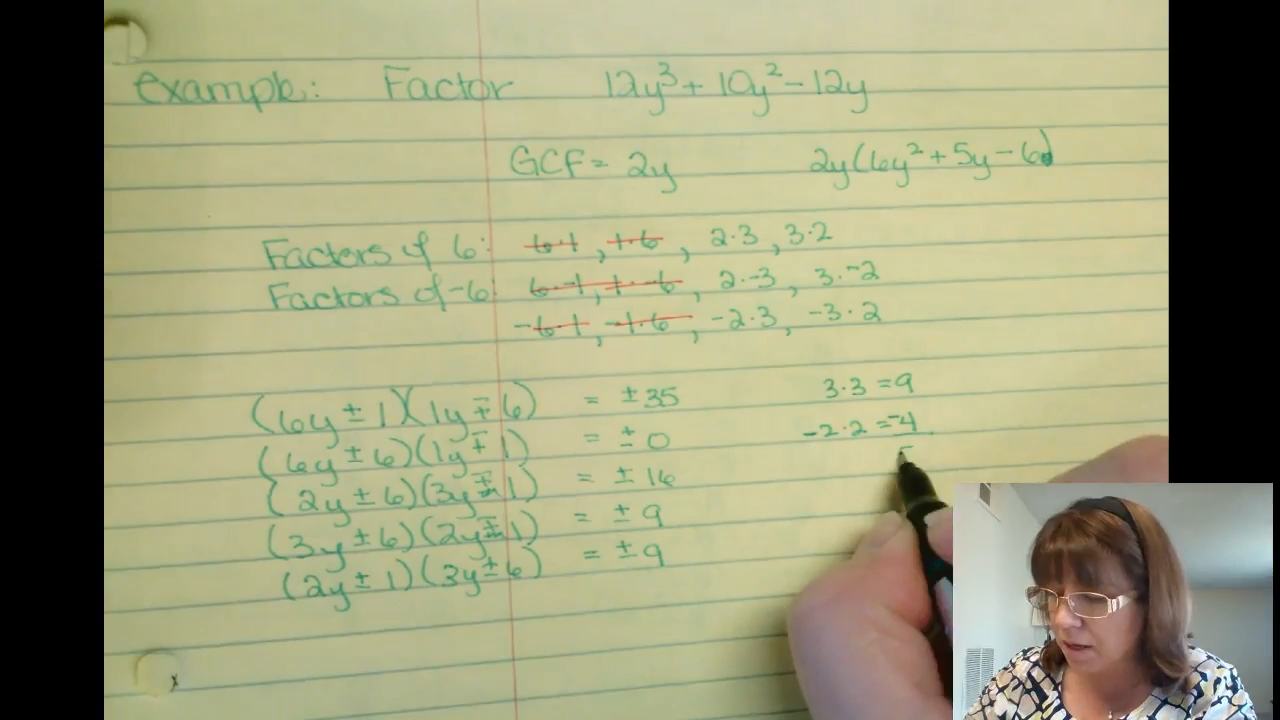 example: Factor 12y³ + 10y² - 12y
GCF = 2y 2y(6y² + 5y - 6)
Factors of 6: 6·1, 1·6, 2·3, 3·2
Factors of -6: 6·-1, 1·-6, 2·-3, 3·-2
-6·1, -1·6, -2·3, -3·2
(6y ± 1)(1y ∓ 6) = ±35 3·3 = 9
(6y ± 6)(1y ∓ 1) = ±0 -2·2 = -4
(2y ± 6)(3y ∓ 1) = ±16 5
(3y ± 6)(2y ∓ 1) = ±9
(2y ± 1)(3y ± 6) = ±9